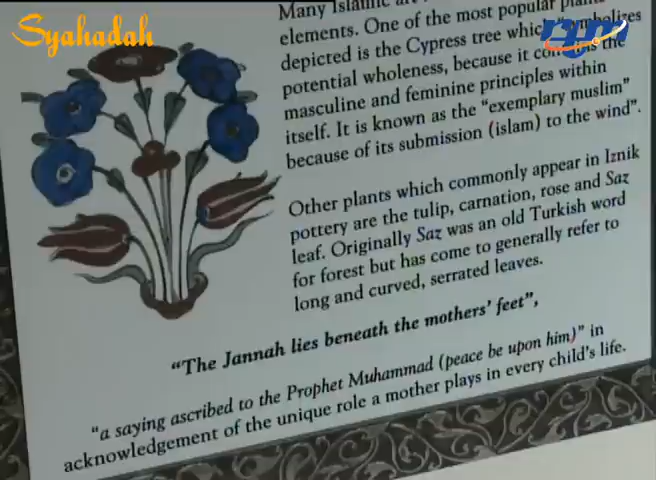 Syahadah
Many Islamic
elements. One of the most popular plants
depicted is the Cypress tree which "symbolizes
potential wholeness, because it contains the
masculine and feminine principles within
itself. It is known as the "exemplary muslim"
because of its submission (islam) to the wind".
Other plants which commonly appear in Iznik
pottery are the tulip, carnation, rose and Saz
leaf. Originally Saz was an old Turkish word
for forest but has come to generally refer to
long and curved, serrated leaves.
"The Jannah lies beneath the mothers' feet",
"a saying ascribed to the Prophet Muhammad (peace be upon him)" in
acknowledgement of the unique role a mother plays in every child's life.